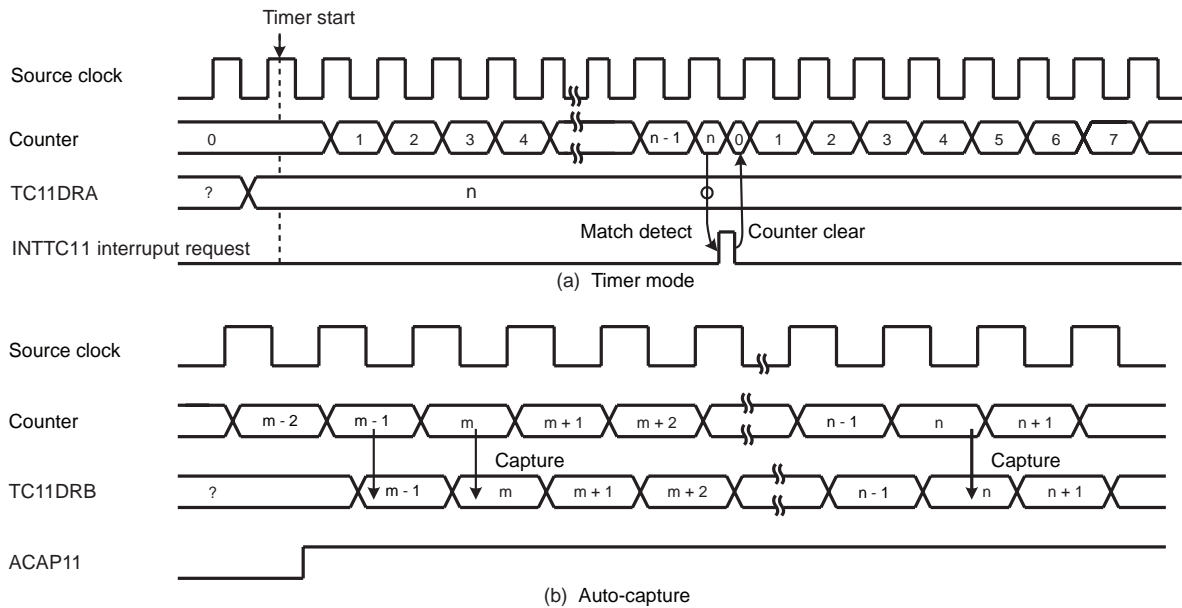 Timer start
Source clock
Counter 0 1 2 3 4 n - 1 n 0 1 2 3 4 5 6 7
TC11DRA ? n
Match detect Counter clear
INTTC11 interruput request
(a) Timer mode
Source clock
Counter m - 2 m - 1 m m + 1 m + 2 n - 1 n n + 1
Capture Capture
TC11DRB ? m - 1 m m + 1 m + 2 n - 1 n n + 1
ACAP11
(b) Auto-capture